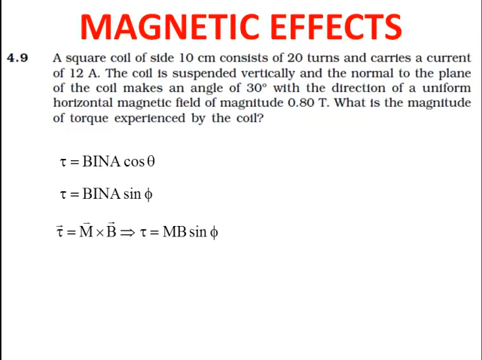 MAGNETIC EFFECTS
4.9 A square coil of side 10 cm consists of 20 turns and carries a current
of 12 A. The coil is suspended vertically and the normal to the plane
of the coil makes an angle of 30° with the direction of a uniform
horizontal magnetic field of magnitude 0.80 T. What is the magnitude
of torque experienced by the coil?
τ = BINA cos θ
τ = BINA sin ϕ
τ⃗ = M⃗ × B⃗ ⇒ τ = MB sin ϕ